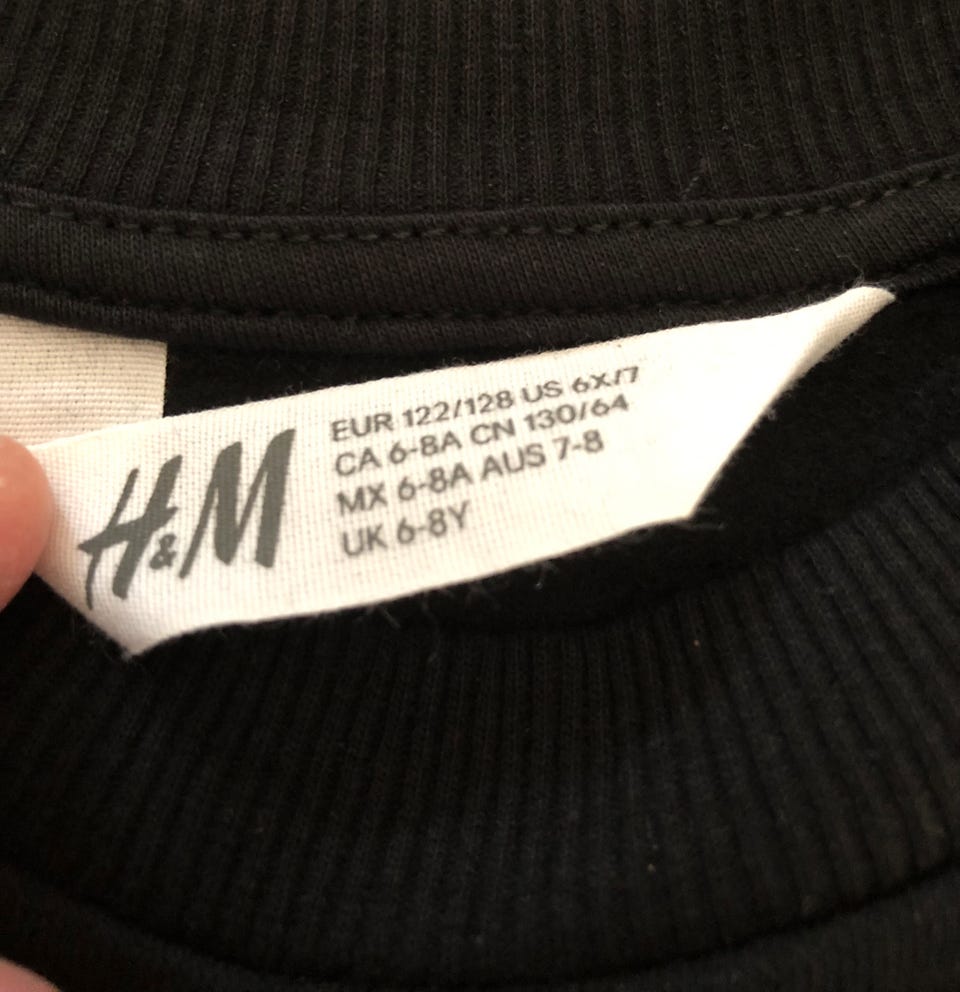 H&M
EUR 122/128 US 6X/7
CA 6-8A CN 130/64
MX 6-8A AUS 7-8
UK 6-8Y